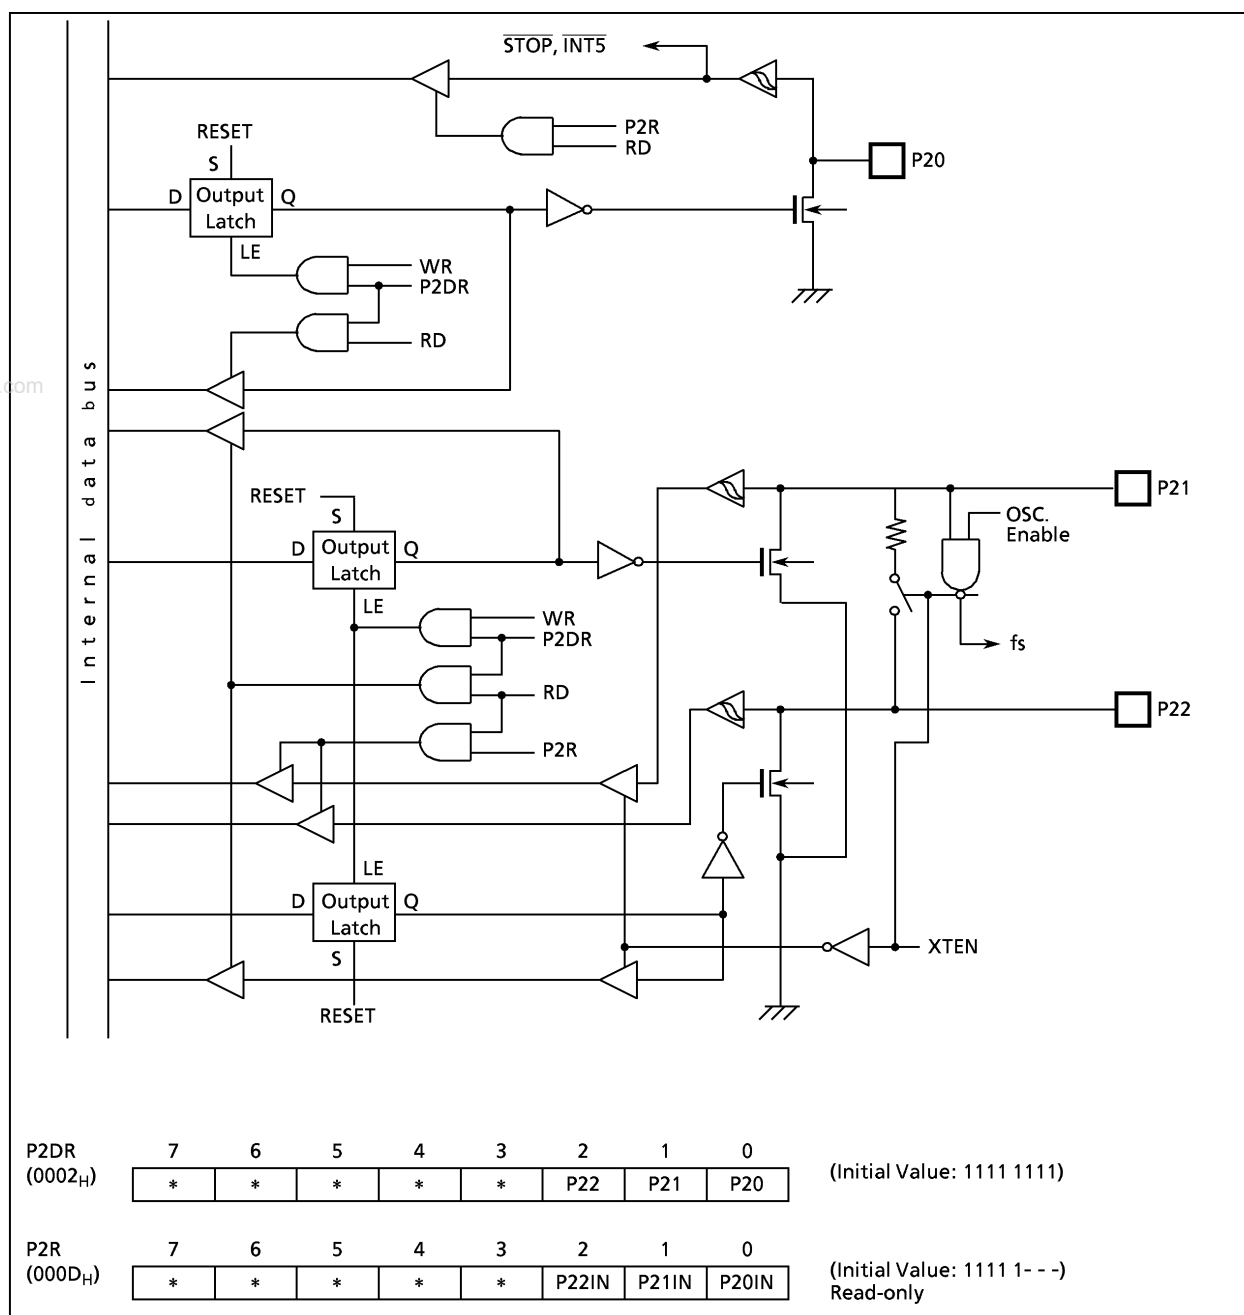 STOP, INT5
P2R
RD
RESET
S
D Output Latch Q
LE
P20
WR
P2DR
RD
.com
Internal data bus
RESET
S
D Output Latch Q
LE
P21
OSC.
Enable
WR
P2DR
fs
RD
P22
P2R
LE
D Output Latch Q
S
XTEN
RESET
P2DR 7 6 5 4 3 2 1 0
(0002H) * * * * * P22 P21 P20 (Initial Value: 1111 1111)
P2R 7 6 5 4 3 2 1 0
(000DH) * * * * * P22IN P21IN P20IN (Initial Value: 1111 1- - -)
Read-only